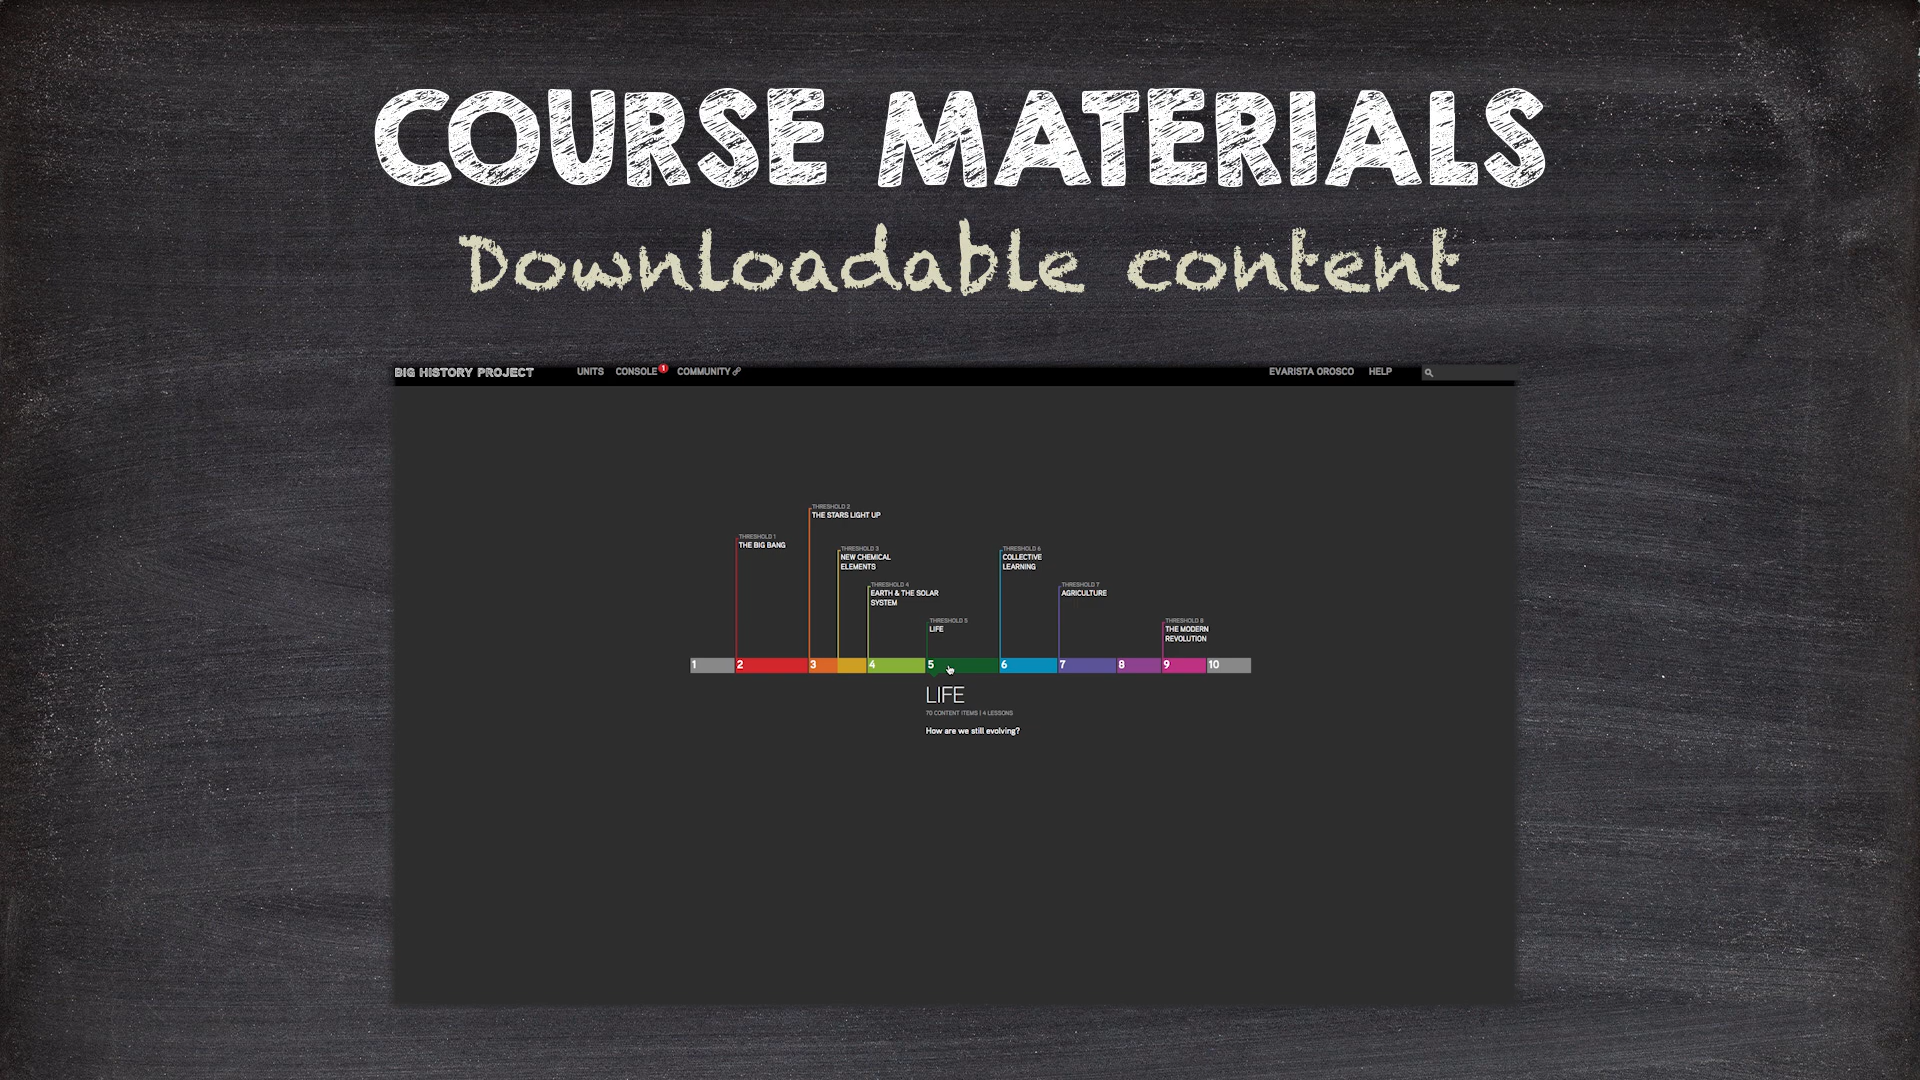 COURSE MATERIALS
Downloadable content
BIG HISTORY PROJECT UNITS CONSOLE 1 COMMUNITY EVARISTA OROSCO HELP
THRESHOLD 2
THE STARS LIGHT UP
THRESHOLD 1
THE BIG BANG
THRESHOLD 3
NEW CHEMICAL
ELEMENTS
THRESHOLD 6
COLLECTIVE
LEARNING
THRESHOLD 4
EARTH & THE SOLAR
SYSTEM
THRESHOLD 7
AGRICULTURE
THRESHOLD 5
LIFE
THRESHOLD 8
THE MODERN
REVOLUTION
1 2 3 4 5 6 7 8 9 10
LIFE
70 CONTENT ITEMS | 4 LESSONS
How are we still evolving?